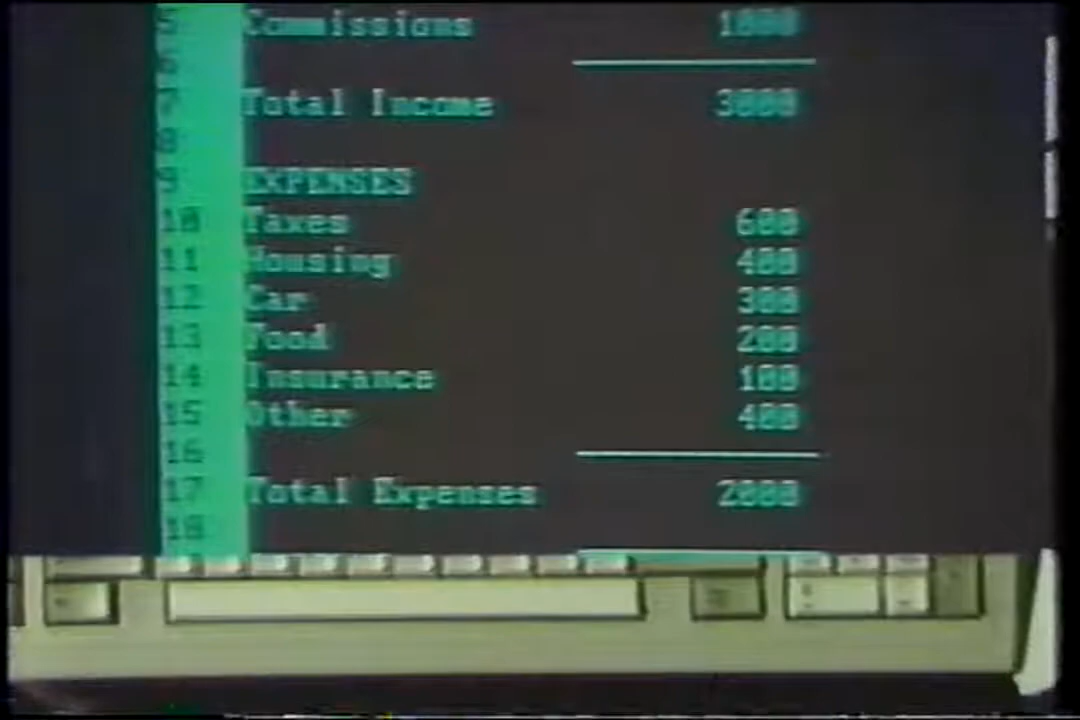 5 Commissions 1000
6
7 Total Income 3000
8
9 EXPENSES
10 Taxes 600
11 Housing 400
12 Car 300
13 Food 200
14 Insurance 100
15 Other 400
16
17 Total Expenses 2000
18